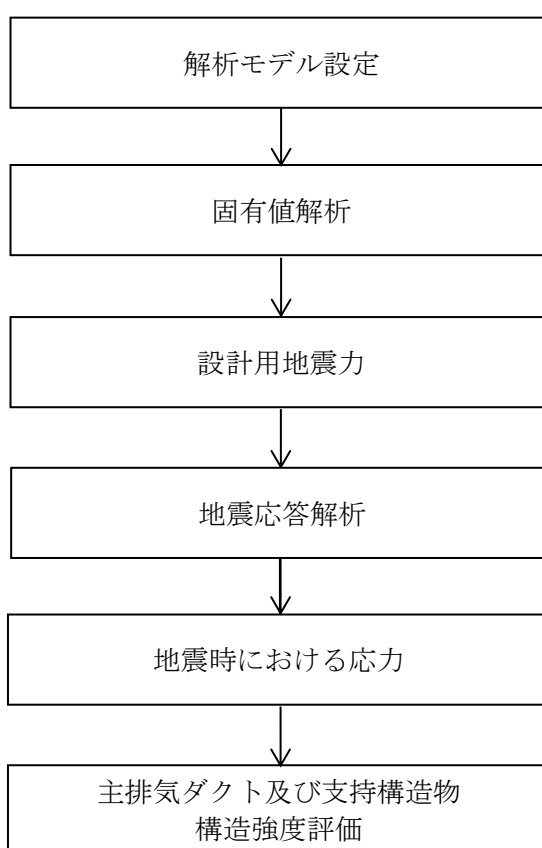 解析モデル設定
固有値解析
設計用地震力
地震応答解析
地震時における応力
主排気ダクト及び支持構造物
構造強度評価